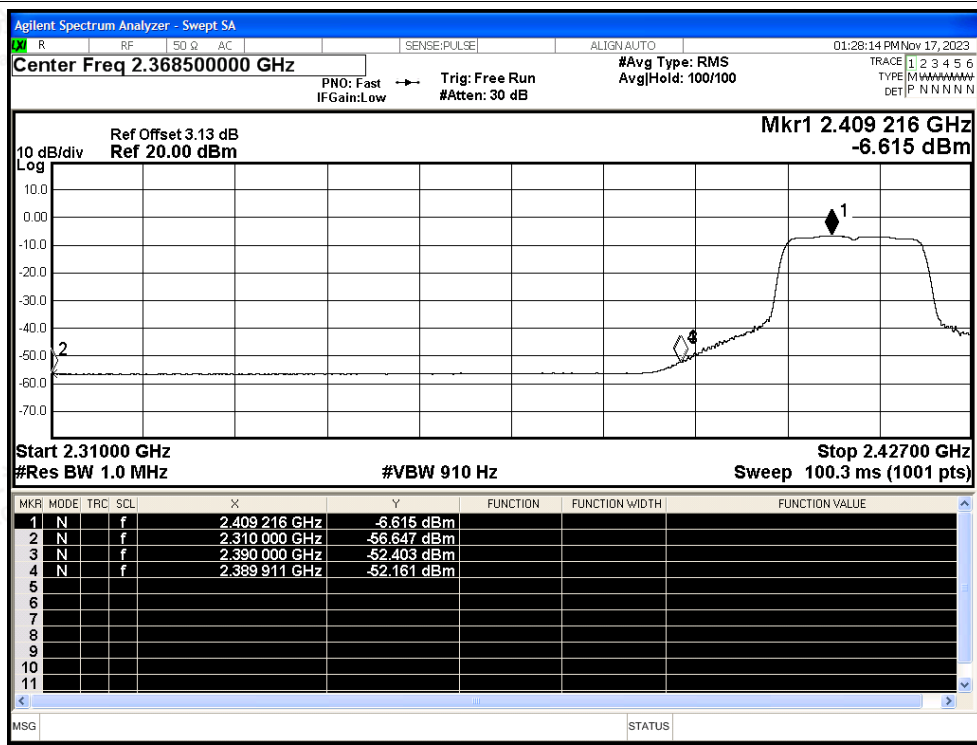 Agilent Spectrum Analyzer - Swept SA
LXI R RF 50 Ω AC SENSE:PULSE ALIGN AUTO 01:28:14 PM Nov 17, 2023
Center Freq 2.368500000 GHz #Avg Type: RMS TRACE 1 2 3 4 5 6
PNO: Fast Trig: Free Run Avg|Hold: 100/100 TYPE M WWWWW
IFGain:Low #Atten: 30 dB DET P N N N N N
Ref Offset 3.13 dB Mkr1 2.409 216 GHz
10 dB/div Ref 20.00 dBm -6.615 dBm
Log
10.0
0.00
1
-10.0
-20.0
-30.0
-40.0
2
-50.0
-60.0
-70.0
Start 2.31000 GHz Stop 2.42700 GHz
#Res BW 1.0 MHz #VBW 910 Hz Sweep 100.3 ms (1001 pts)
MKR MODE TRC SCL X Y FUNCTION FUNCTION WIDTH FUNCTION VALUE
1 N f 2.409 216 GHz -6.615 dBm
2 N f 2.310 000 GHz -56.647 dBm
3 N f 2.390 000 GHz -52.403 dBm
4 N f 2.389 911 GHz -52.161 dBm
5
6
7
8
9
10
11
MSG STATUS